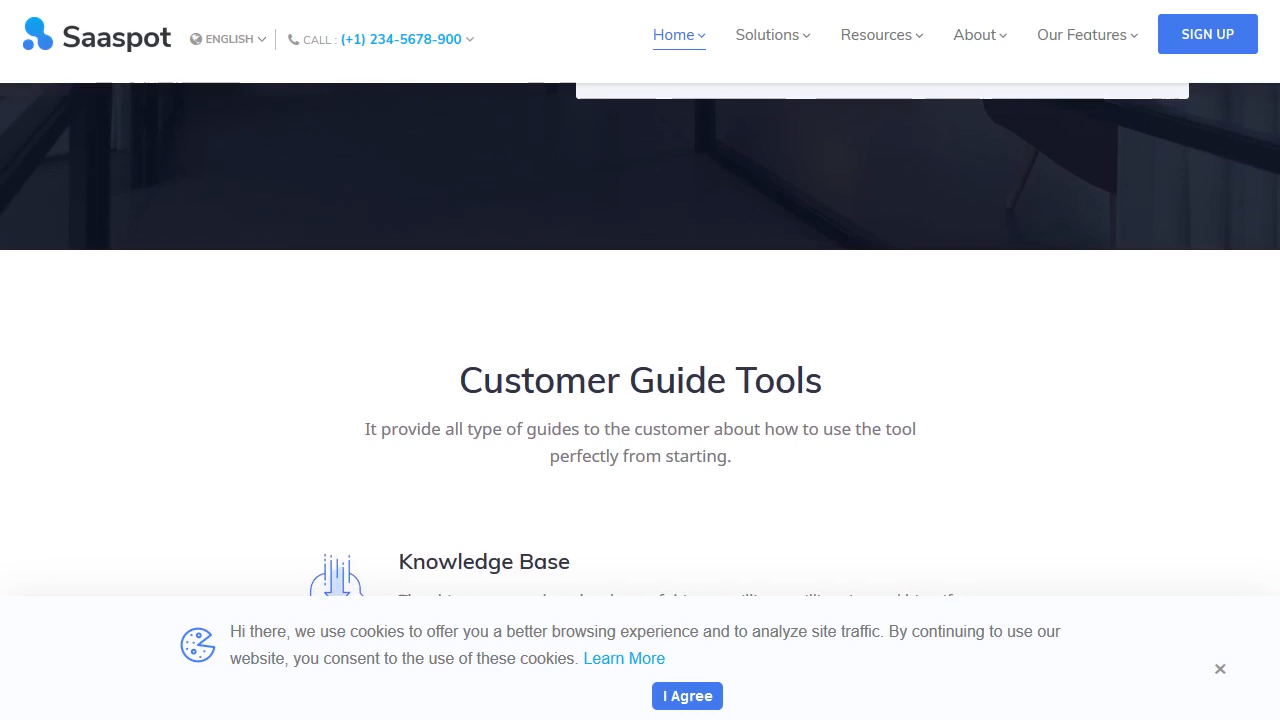 Saaspot
ENGLISH
CALL : (+1) 234-5678-900
Home
Solutions
Resources
About
Our Features
SIGN UP
Customer Guide Tools
It provide all type of guides to the customer about how to use the tool
perfectly from starting.
Knowledge Base
Hi there, we use cookies to offer you a better browsing experience and to analyze site traffic. By continuing to use our
website, you consent to the use of these cookies. Learn More
I Agree